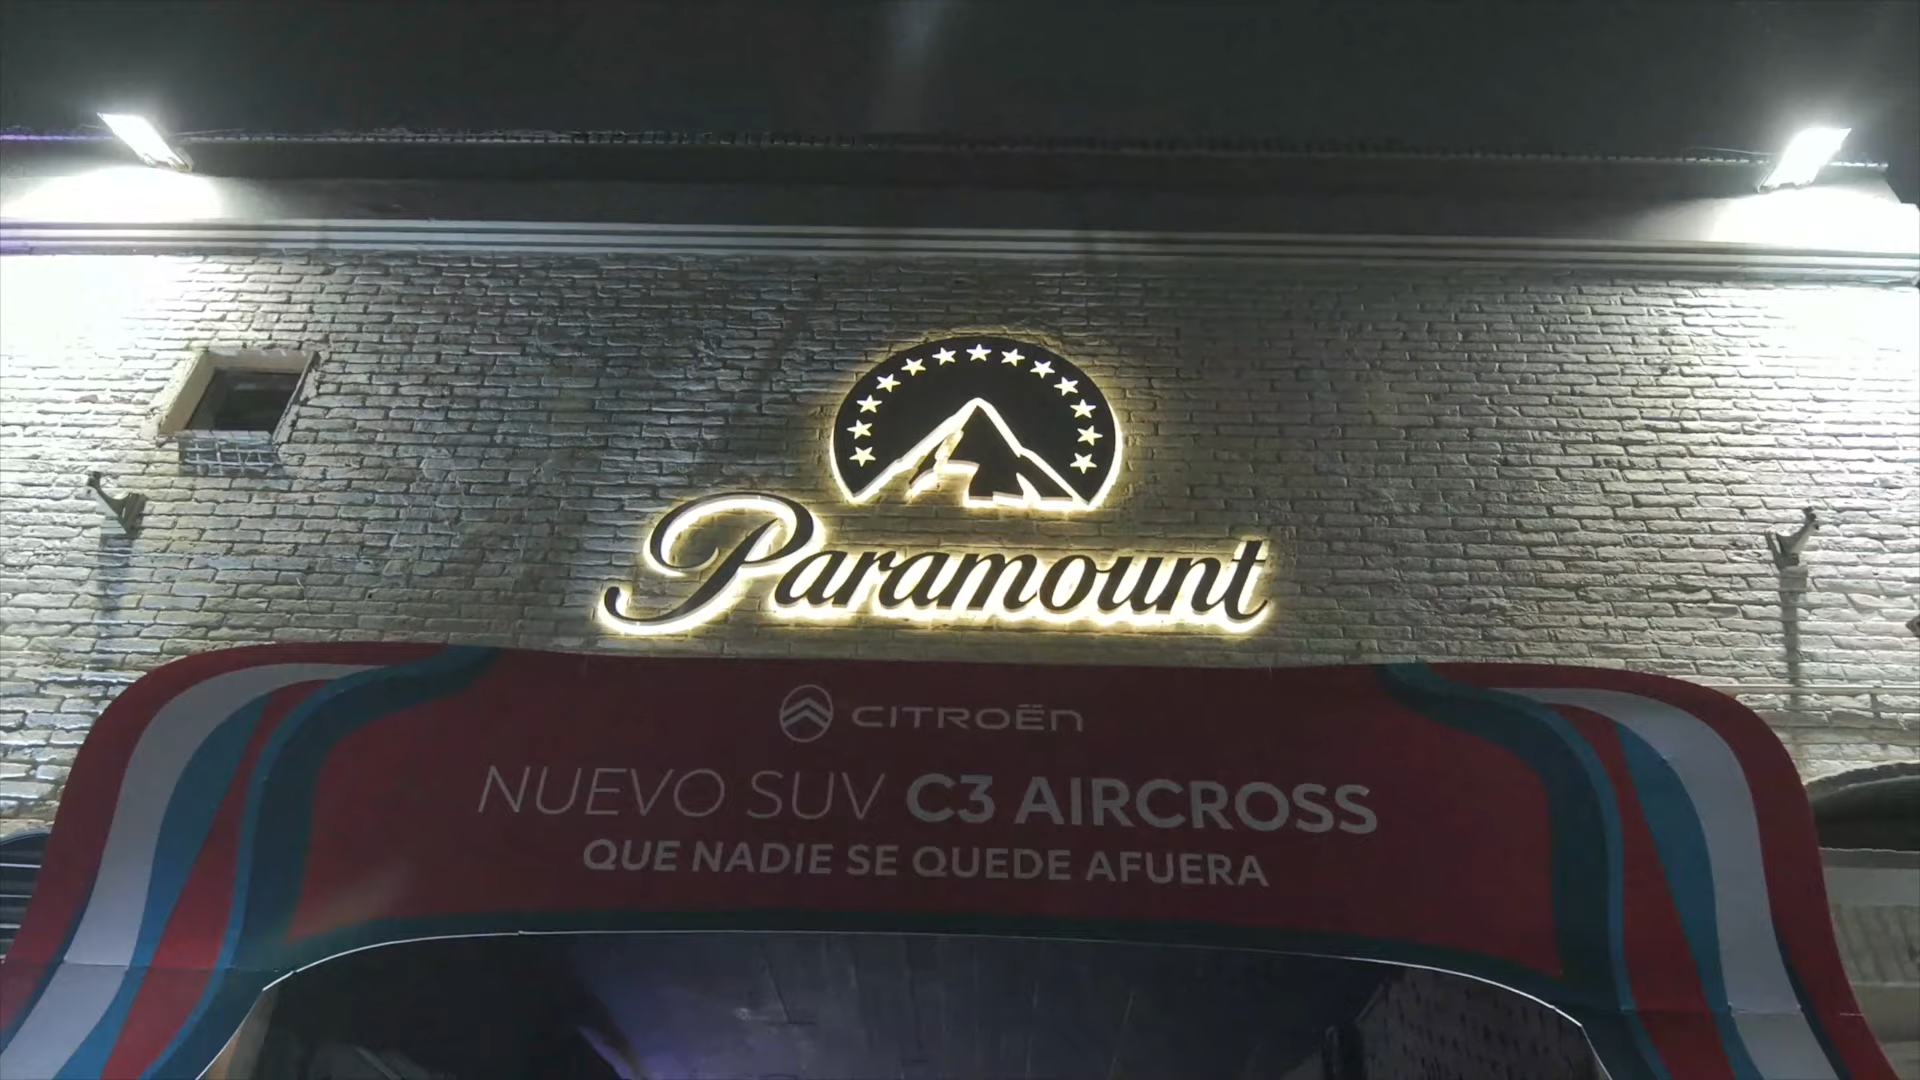 Paramount
CITROËN
NUEVO SUV C3 AIRCROSS
QUE NADIE SE QUEDE AFUERA